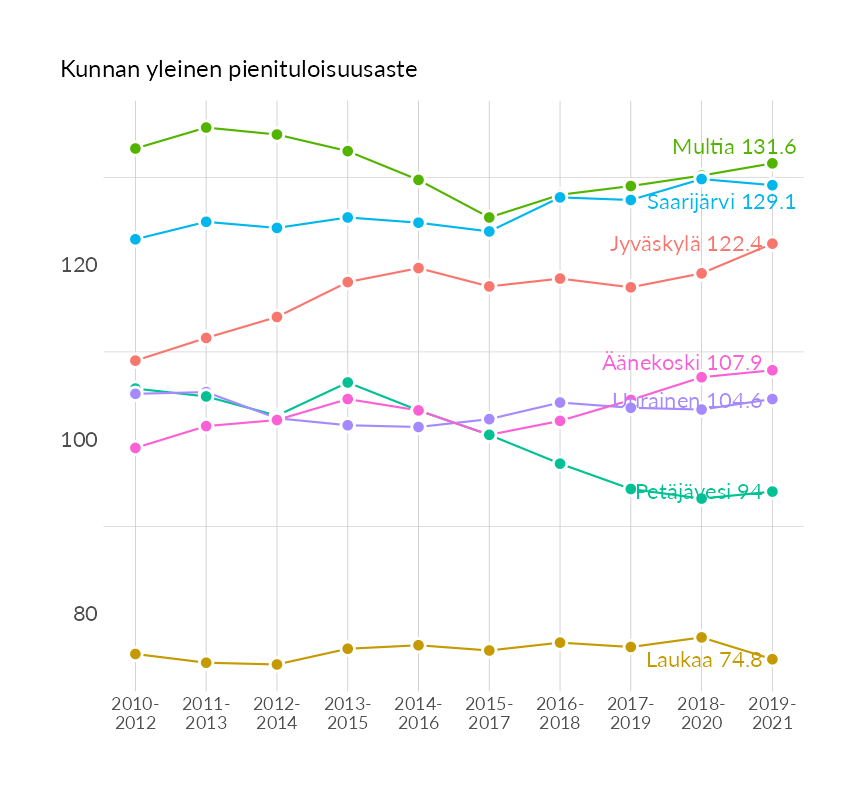 Kunnan yleinen pienituloisuusaste
Multia 131.6
Saarijärvi 129.1
Jyväskylä 122.4
120
Äänekoski 107.9
Uurainen 104.6
100
Petäjävesi 94
80
Laukaa 74.8
2010- 2011- 2012- 2013- 2014- 2015- 2016- 2017- 2018- 2019-
2012 2013 2014 2015 2016 2017 2018 2019 2020 2021